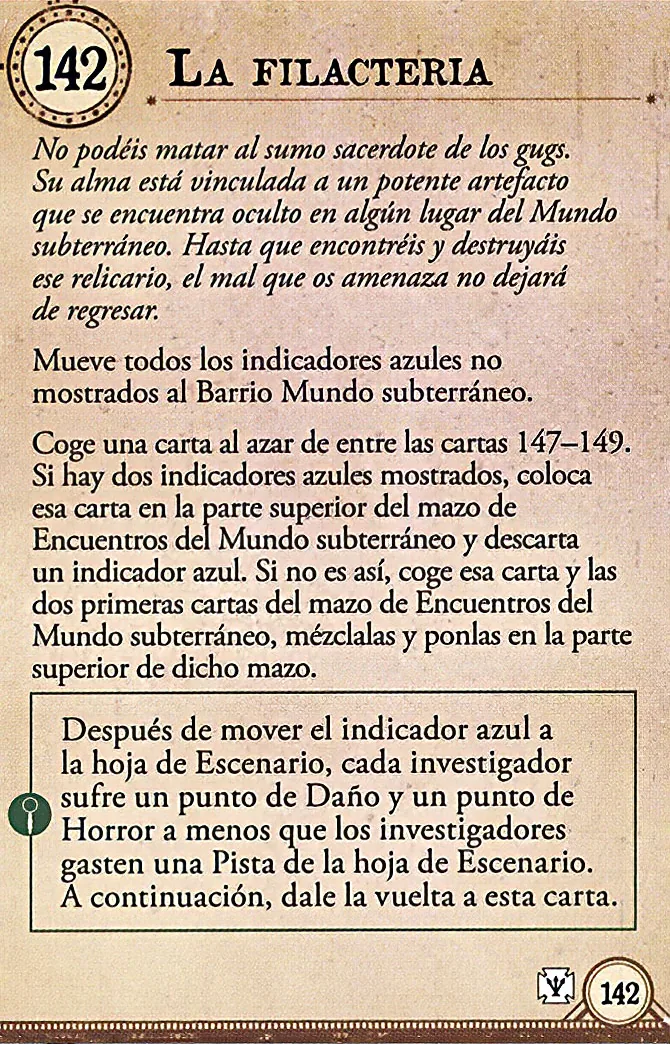 142
La filacteria
No podéis matar al sumo sacerdote de los gugs.
Su alma está vinculada a un potente artefacto
que se encuentra oculto en algún lugar del Mundo
subterráneo. Hasta que encontréis y destruyáis
ese relicario, el mal que os amenaza no dejará
de regresar.
Mueve todos los indicadores azules no
mostrados al Barrio Mundo subterráneo.
Coge una carta al azar de entre las cartas 147–149.
Si hay dos indicadores azules mostrados, coloca
esa carta en la parte superior del mazo de
Encuentros del Mundo subterráneo y descarta
un indicador azul. Si no es así, coge esa carta y las
dos primeras cartas del mazo de Encuentros del
Mundo subterráneo, mézclalas y ponlas en la parte
superior de dicho mazo.
Después de mover el indicador azul a
la hoja de Escenario, cada investigador
sufre un punto de Daño y un punto de
Horror a menos que los investigadores
gasten una Pista de la hoja de Escenario.
A continuación, dale la vuelta a esta carta.
142